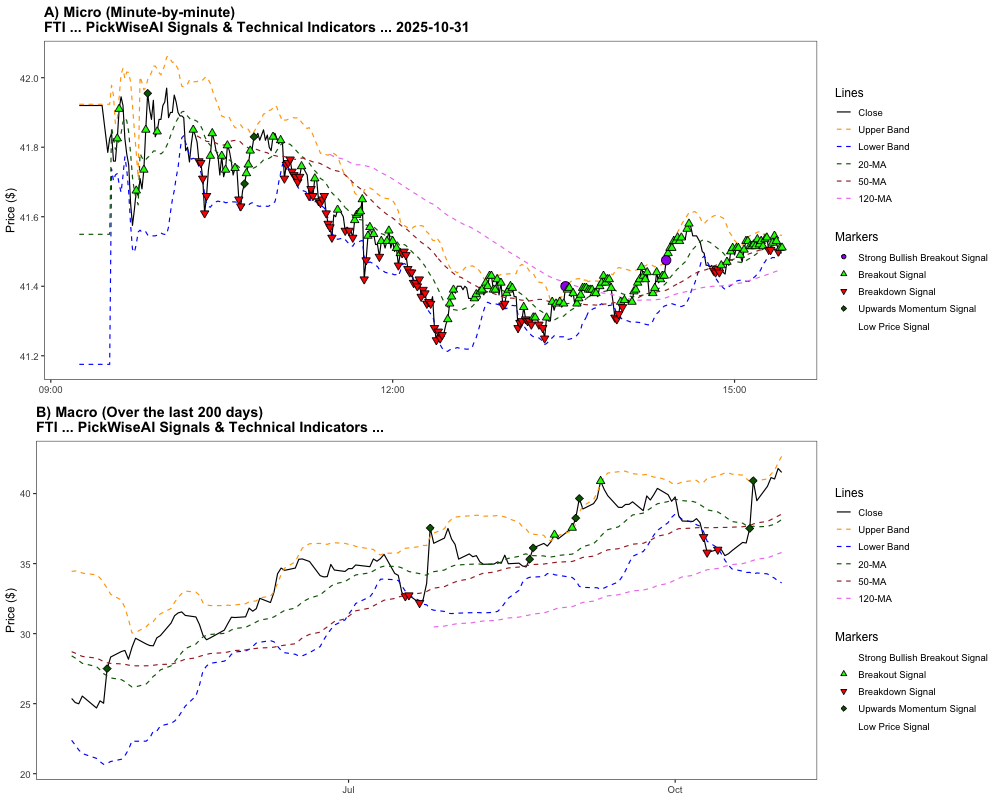 A) Micro (Minute-by-minute)
FTI ... PickWiseAI Signals & Technical Indicators ... 2025-10-31
42.0
41.8
41.6
41.4
41.2
Price ($)
09:00
12:00
15:00
Lines
Close
Upper Band
Lower Band
20-MA
50-MA
120-MA
Markers
Strong Bullish Breakout Signal
Breakout Signal
Breakdown Signal
Upwards Momentum Signal
Low Price Signal
B) Macro (Over the last 200 days)
FTI ... PickWiseAI Signals & Technical Indicators ...
40
35
30
25
20
Price ($)
Jul
Oct
Lines
Close
Upper Band
Lower Band
20-MA
50-MA
120-MA
Markers
Strong Bullish Breakout Signal
Breakout Signal
Breakdown Signal
Upwards Momentum Signal
Low Price Signal